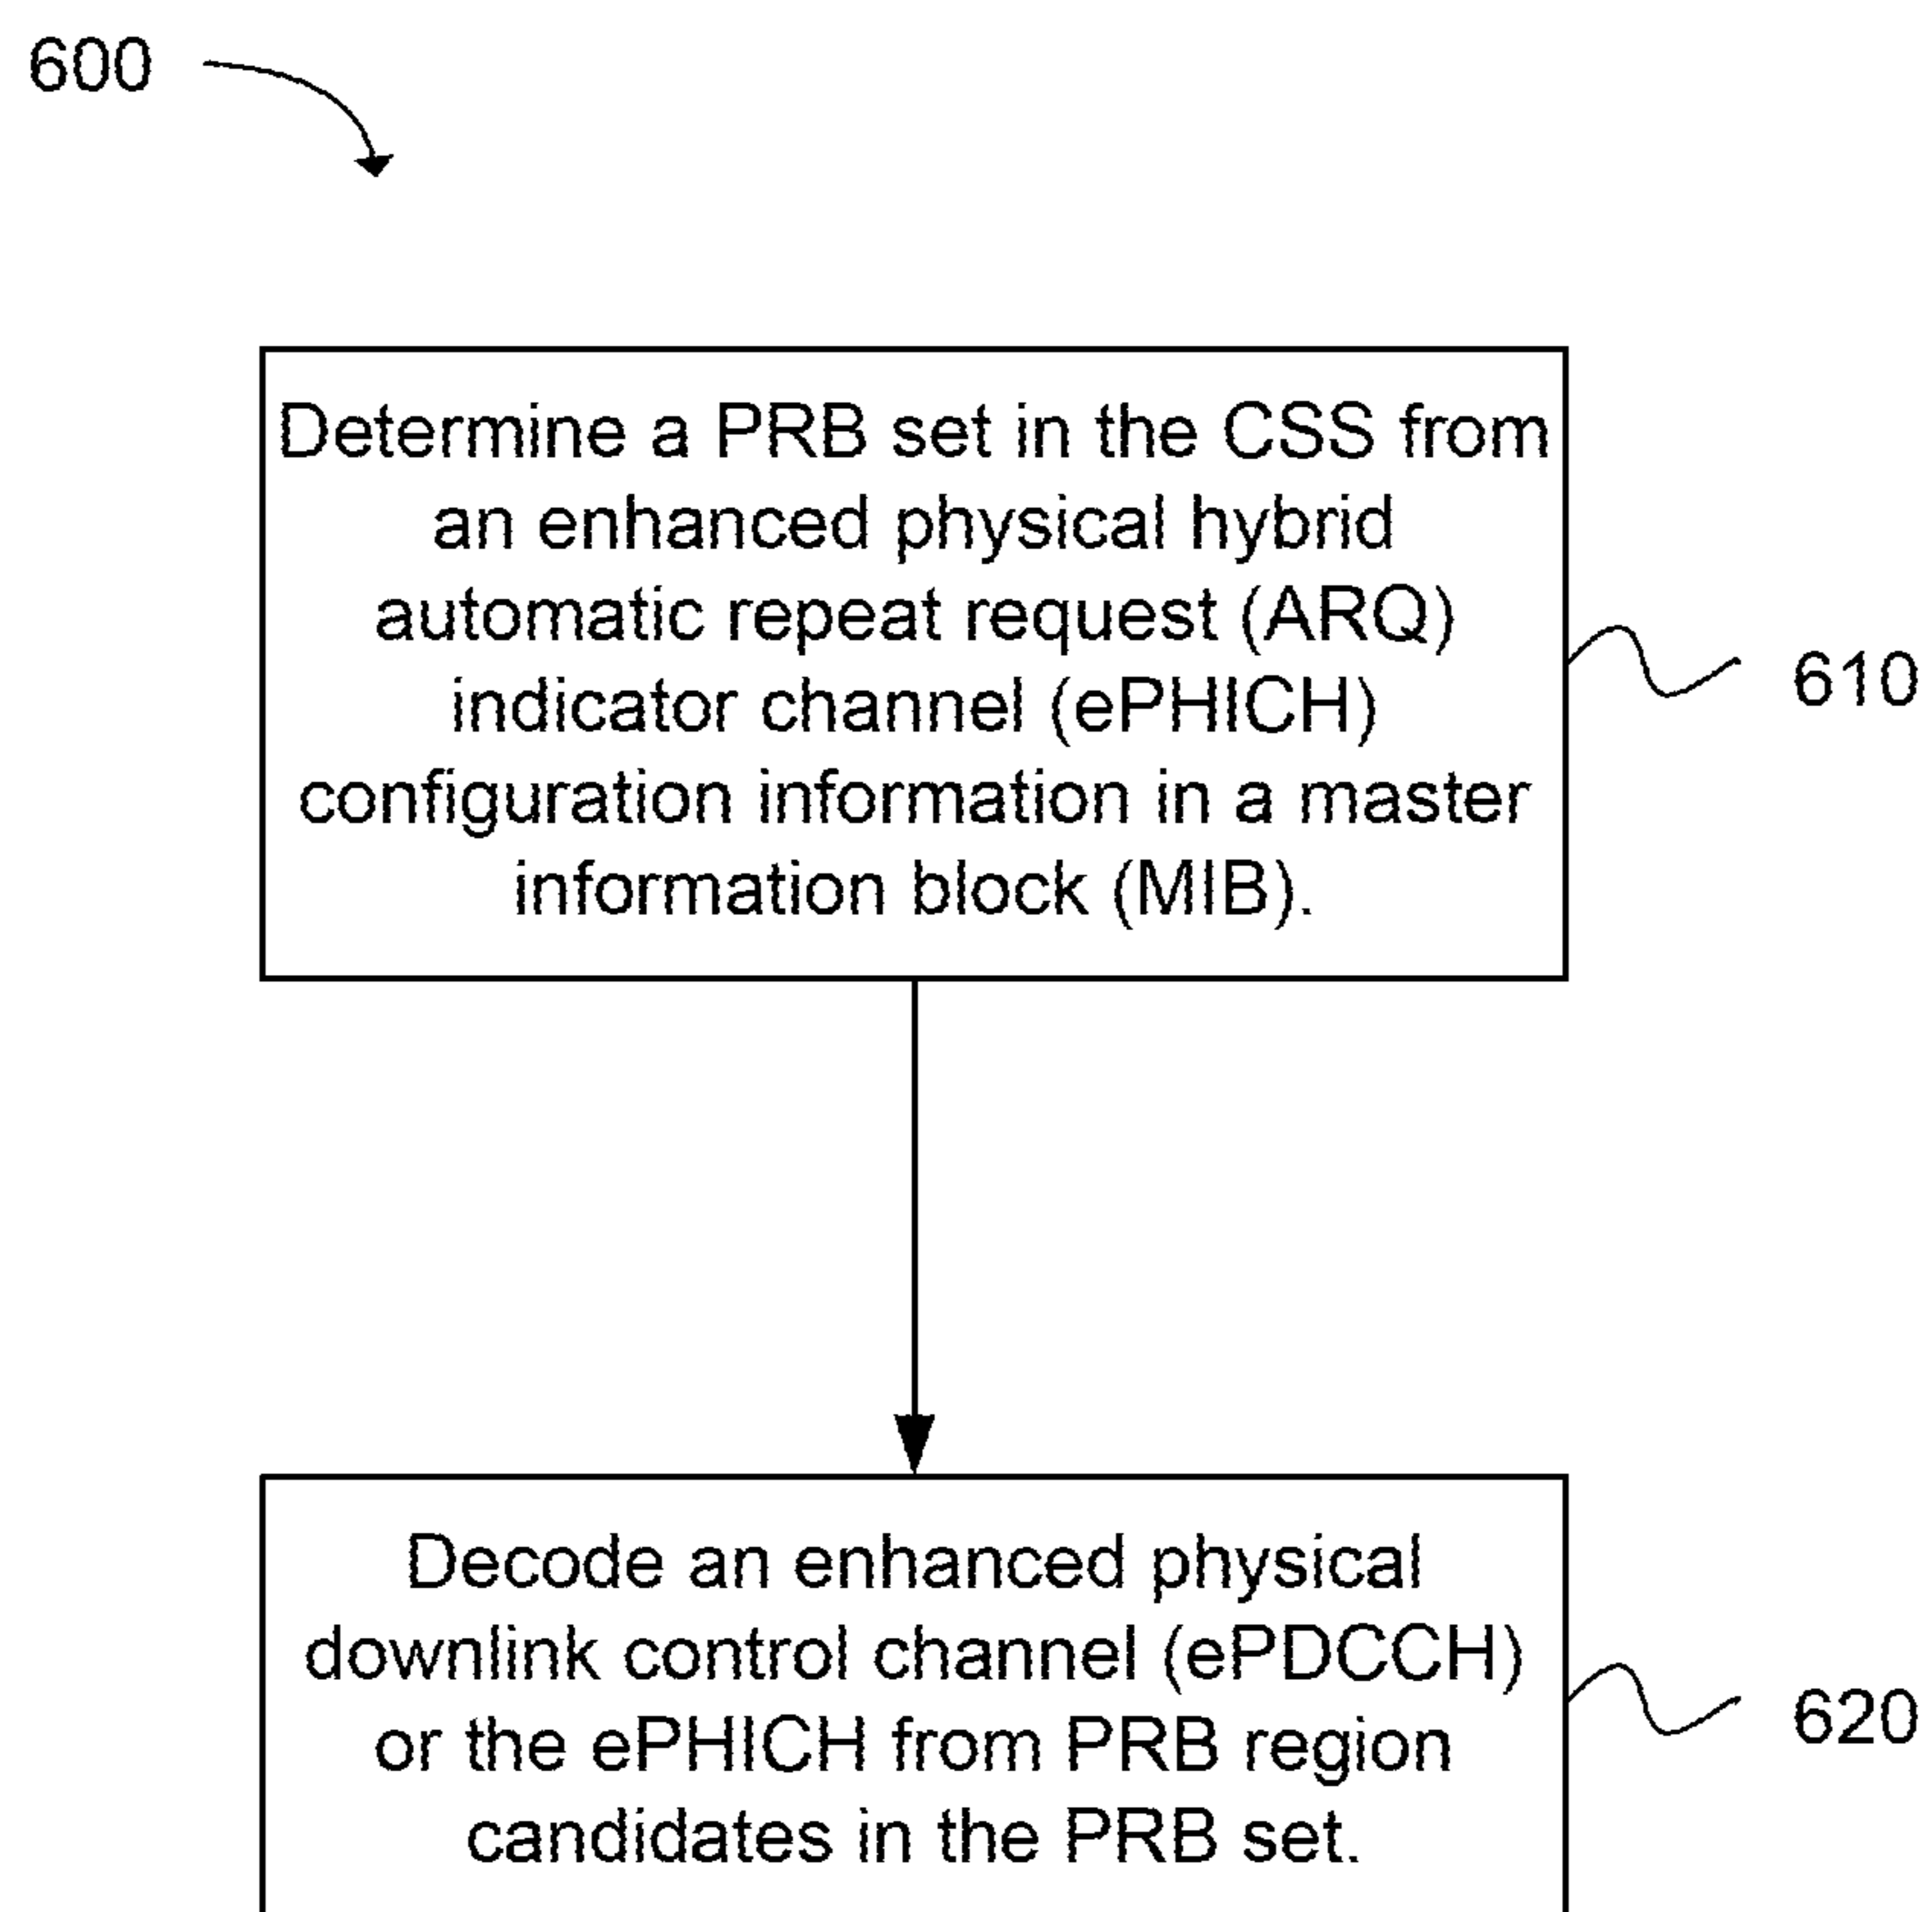 600
Determine a PRB set in the CSS from
an enhanced physical hybrid
automatic repeat request (ARQ)
indicator channel (ePHICH)
configuration information in a master
information block (MIB).
610
Decode an enhanced physical
downlink control channel (ePDCCH)
or the ePHICH from PRB region
candidates in the PRB set.
620